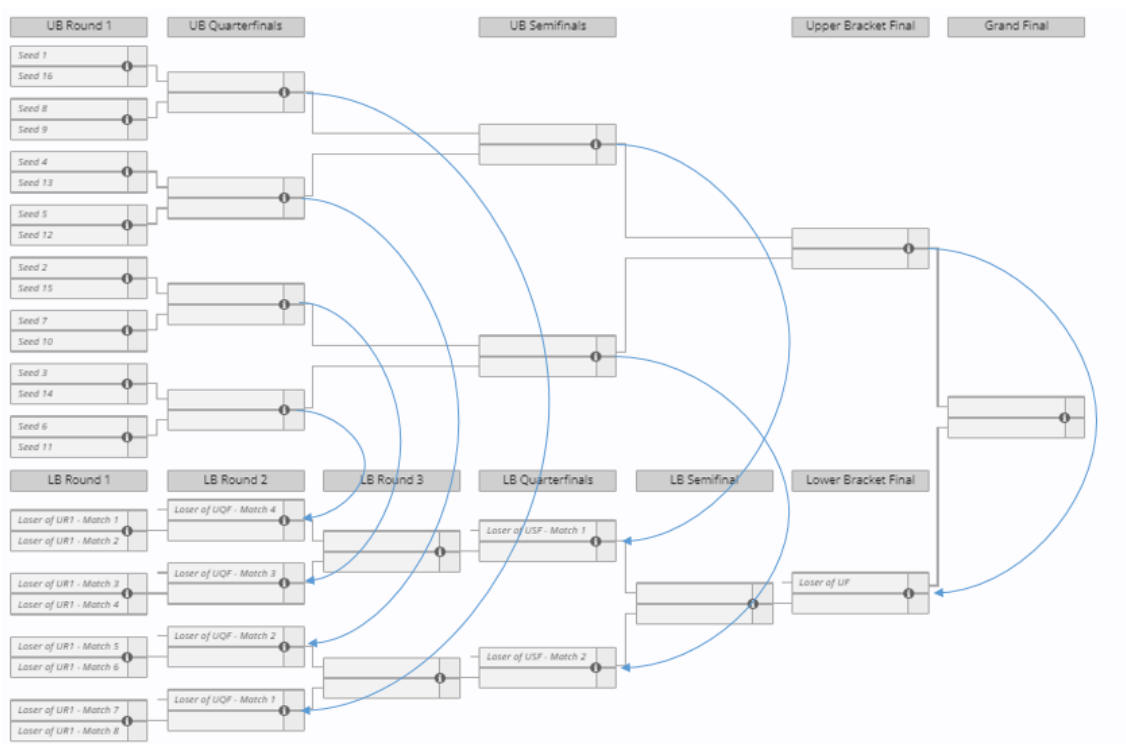 UB Round 1
UB Quarterfinals
UB Semifinals
Upper Bracket Final
Grand Final
Seed 1
Seed 16
Seed 8
Seed 9
Seed 4
Seed 13
Seed 5
Seed 12
Seed 2
Seed 15
Seed 7
Seed 10
Seed 3
Seed 14
Seed 6
Seed 11
LB Round 1
LB Round 2
LB Round 3
LB Quarterfinals
LB Semifinal
Lower Bracket Final
Loser of UR1 - Match 1
Loser of UR1 - Match 2
Loser of UR1 - Match 3
Loser of UR1 - Match 4
Loser of UR1 - Match 5
Loser of UR1 - Match 6
Loser of UR1 - Match 7
Loser of UR1 - Match 8
Loser of UQF - Match 4
Loser of UQF - Match 3
Loser of UQF - Match 2
Loser of UQF - Match 1
Loser of USF - Match 1
Loser of USF - Match 2
Loser of UF